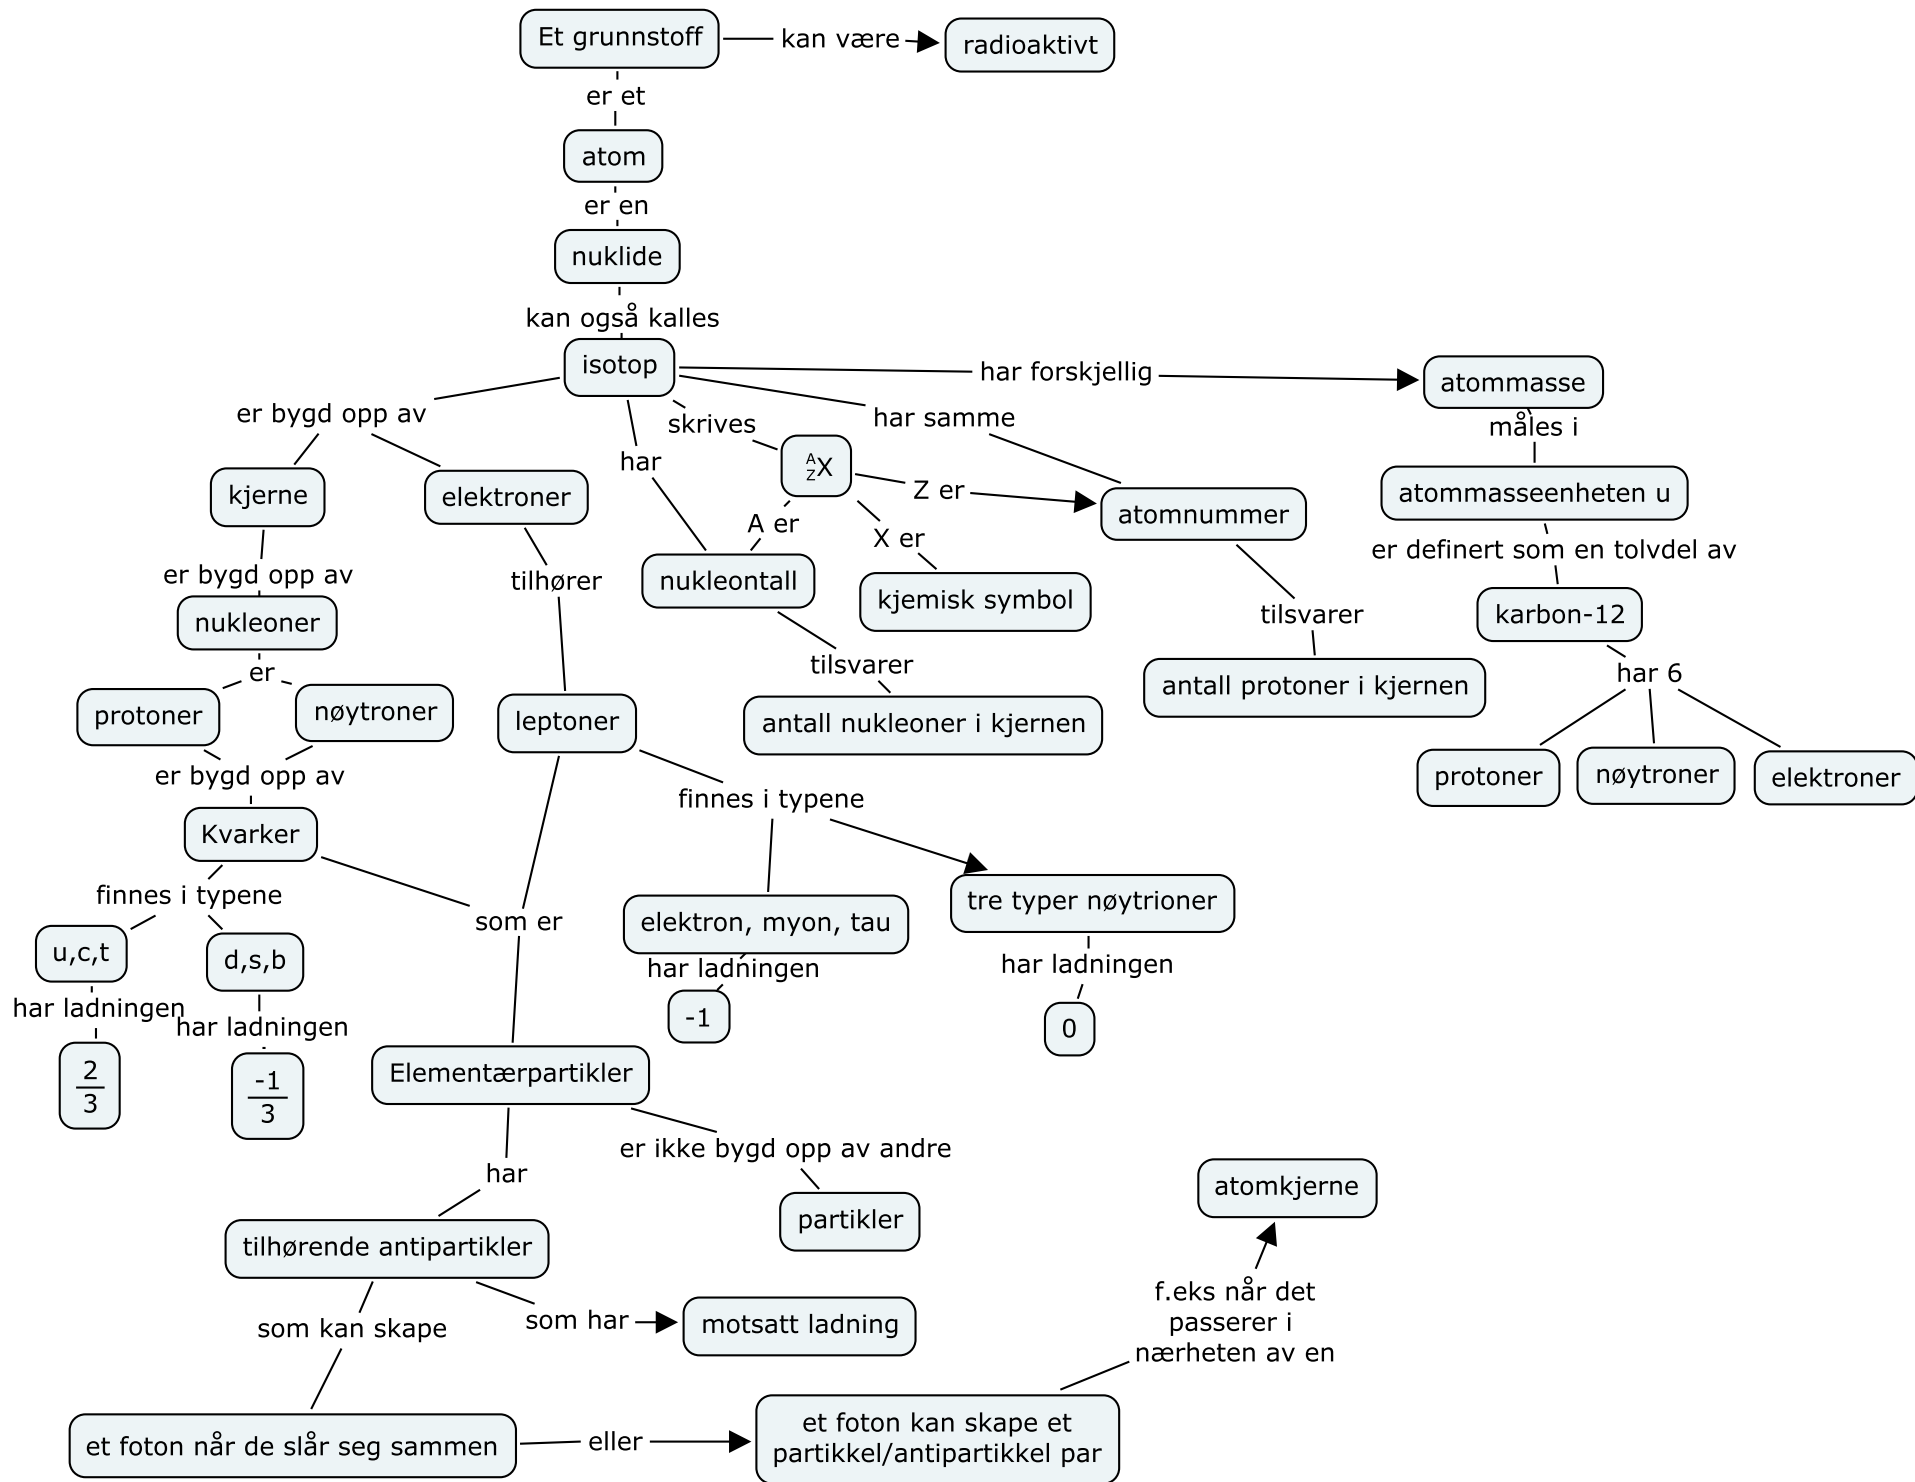 Et grunnstoff
kan være
radioaktivt
er et
atom
er en
nuklide
kan også kalles
isotop
har forskjellig
atommasse
er bygd opp av
skrives
har samme
måles i
har
A
Z X
kjerne
elektroner
Z er
atomnummer
atommasseenheten u
A er
X er
er definert som en tolvdel av
er bygd opp av
tilhører
nukleontall
kjemisk symbol
tilsvarer
karbon-12
nukleoner
er
tilsvarer
antall protoner i kjernen
har 6
protoner
nøytroner
leptoner
antall nukleoner i kjernen
protoner
nøytroner
elektroner
er bygd opp av
finnes i typene
Kvarker
finnes i typene
som er
elektron, myon, tau
tre typer nøytrioner
u,c,t
d,s,b
har ladningen
har ladningen
har ladningen
har ladningen
-1
0
2
3
-1
3
Elementærpartikler
har
er ikke bygd opp av andre
partikler
atomkjerne
tilhørende antipartikler
som kan skape
som har
motsatt ladning
f.eks når det
passerer i
nærheten av en
et foton når de slår seg sammen
eller
et foton kan skape et
partikkel/antipartikkel par